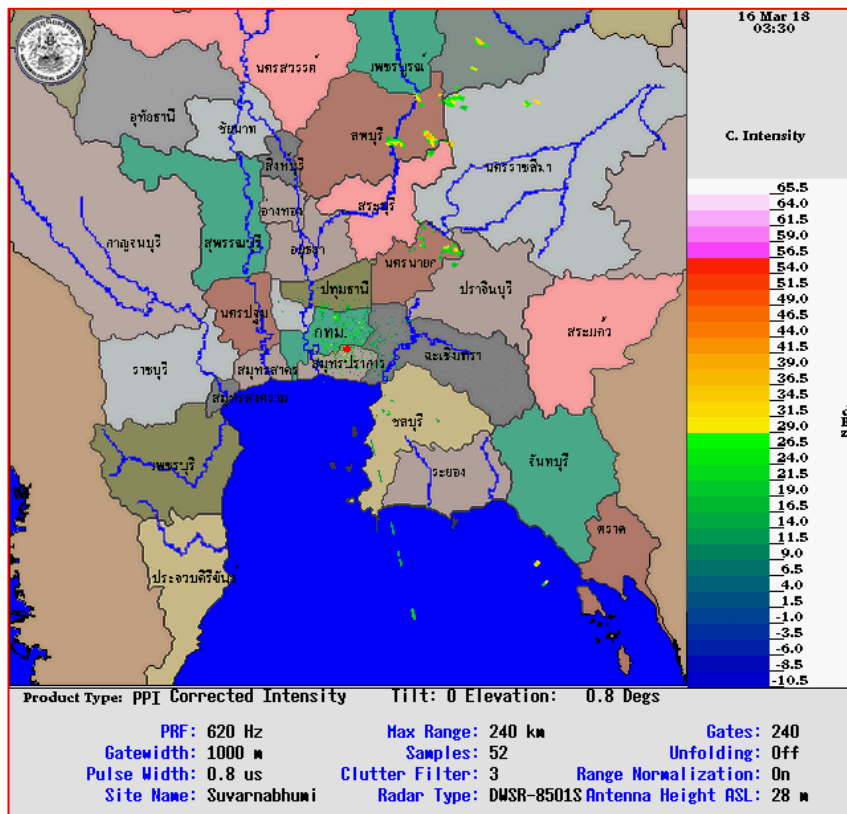 16 Mar 18
03:30
C. Intensity
65.5
64.0
61.5
59.0
56.5
54.0
51.5
49.0
46.5
44.0
41.5
39.0
36.5
34.0
31.5
29.0
26.5
24.0
21.5
19.0
16.5
14.0
11.5
9.0
6.5
4.0
1.5
-1.0
-3.5
-6.0
-8.5
-10.5
นครสวรรค์
เพชรบูรณ์
อุทัยธานี
ชัยนาท
ลพบุรี
สิงห์บุรี
นครราชสีมา
อ่างทอง
สระบุรี
กาญจนบุรี
สุพรรณบุรี
อยุธยา
นครนายก
ปราจีนบุรี
ปทุมธานี
นครปฐม
กทม.
สระแก้ว
ราชบุรี
สมุทรสาคร
สมุทรปราการ
ฉะเชิงเทรา
สมุทรสงคราม
ชลบุรี
เพชรบุรี
ระยอง
จันทบุรี
ตราด
ประจวบคีรีขันธ์
Product Type: PPI Corrected Intensity Tilt: 0 Elevation: 0.8 Degs
PRF: 620 Hz Max Range: 240 km Gates: 240
Gatewidth: 1000 m Samples: 52 Unfolding: Off
Pulse Width: 0.8 us Clutter Filter: 3 Range Normalization: On
Site Name: Suvarnabhumi Radar Type: DWSR-8501S Antenna Height ASL: 28 m